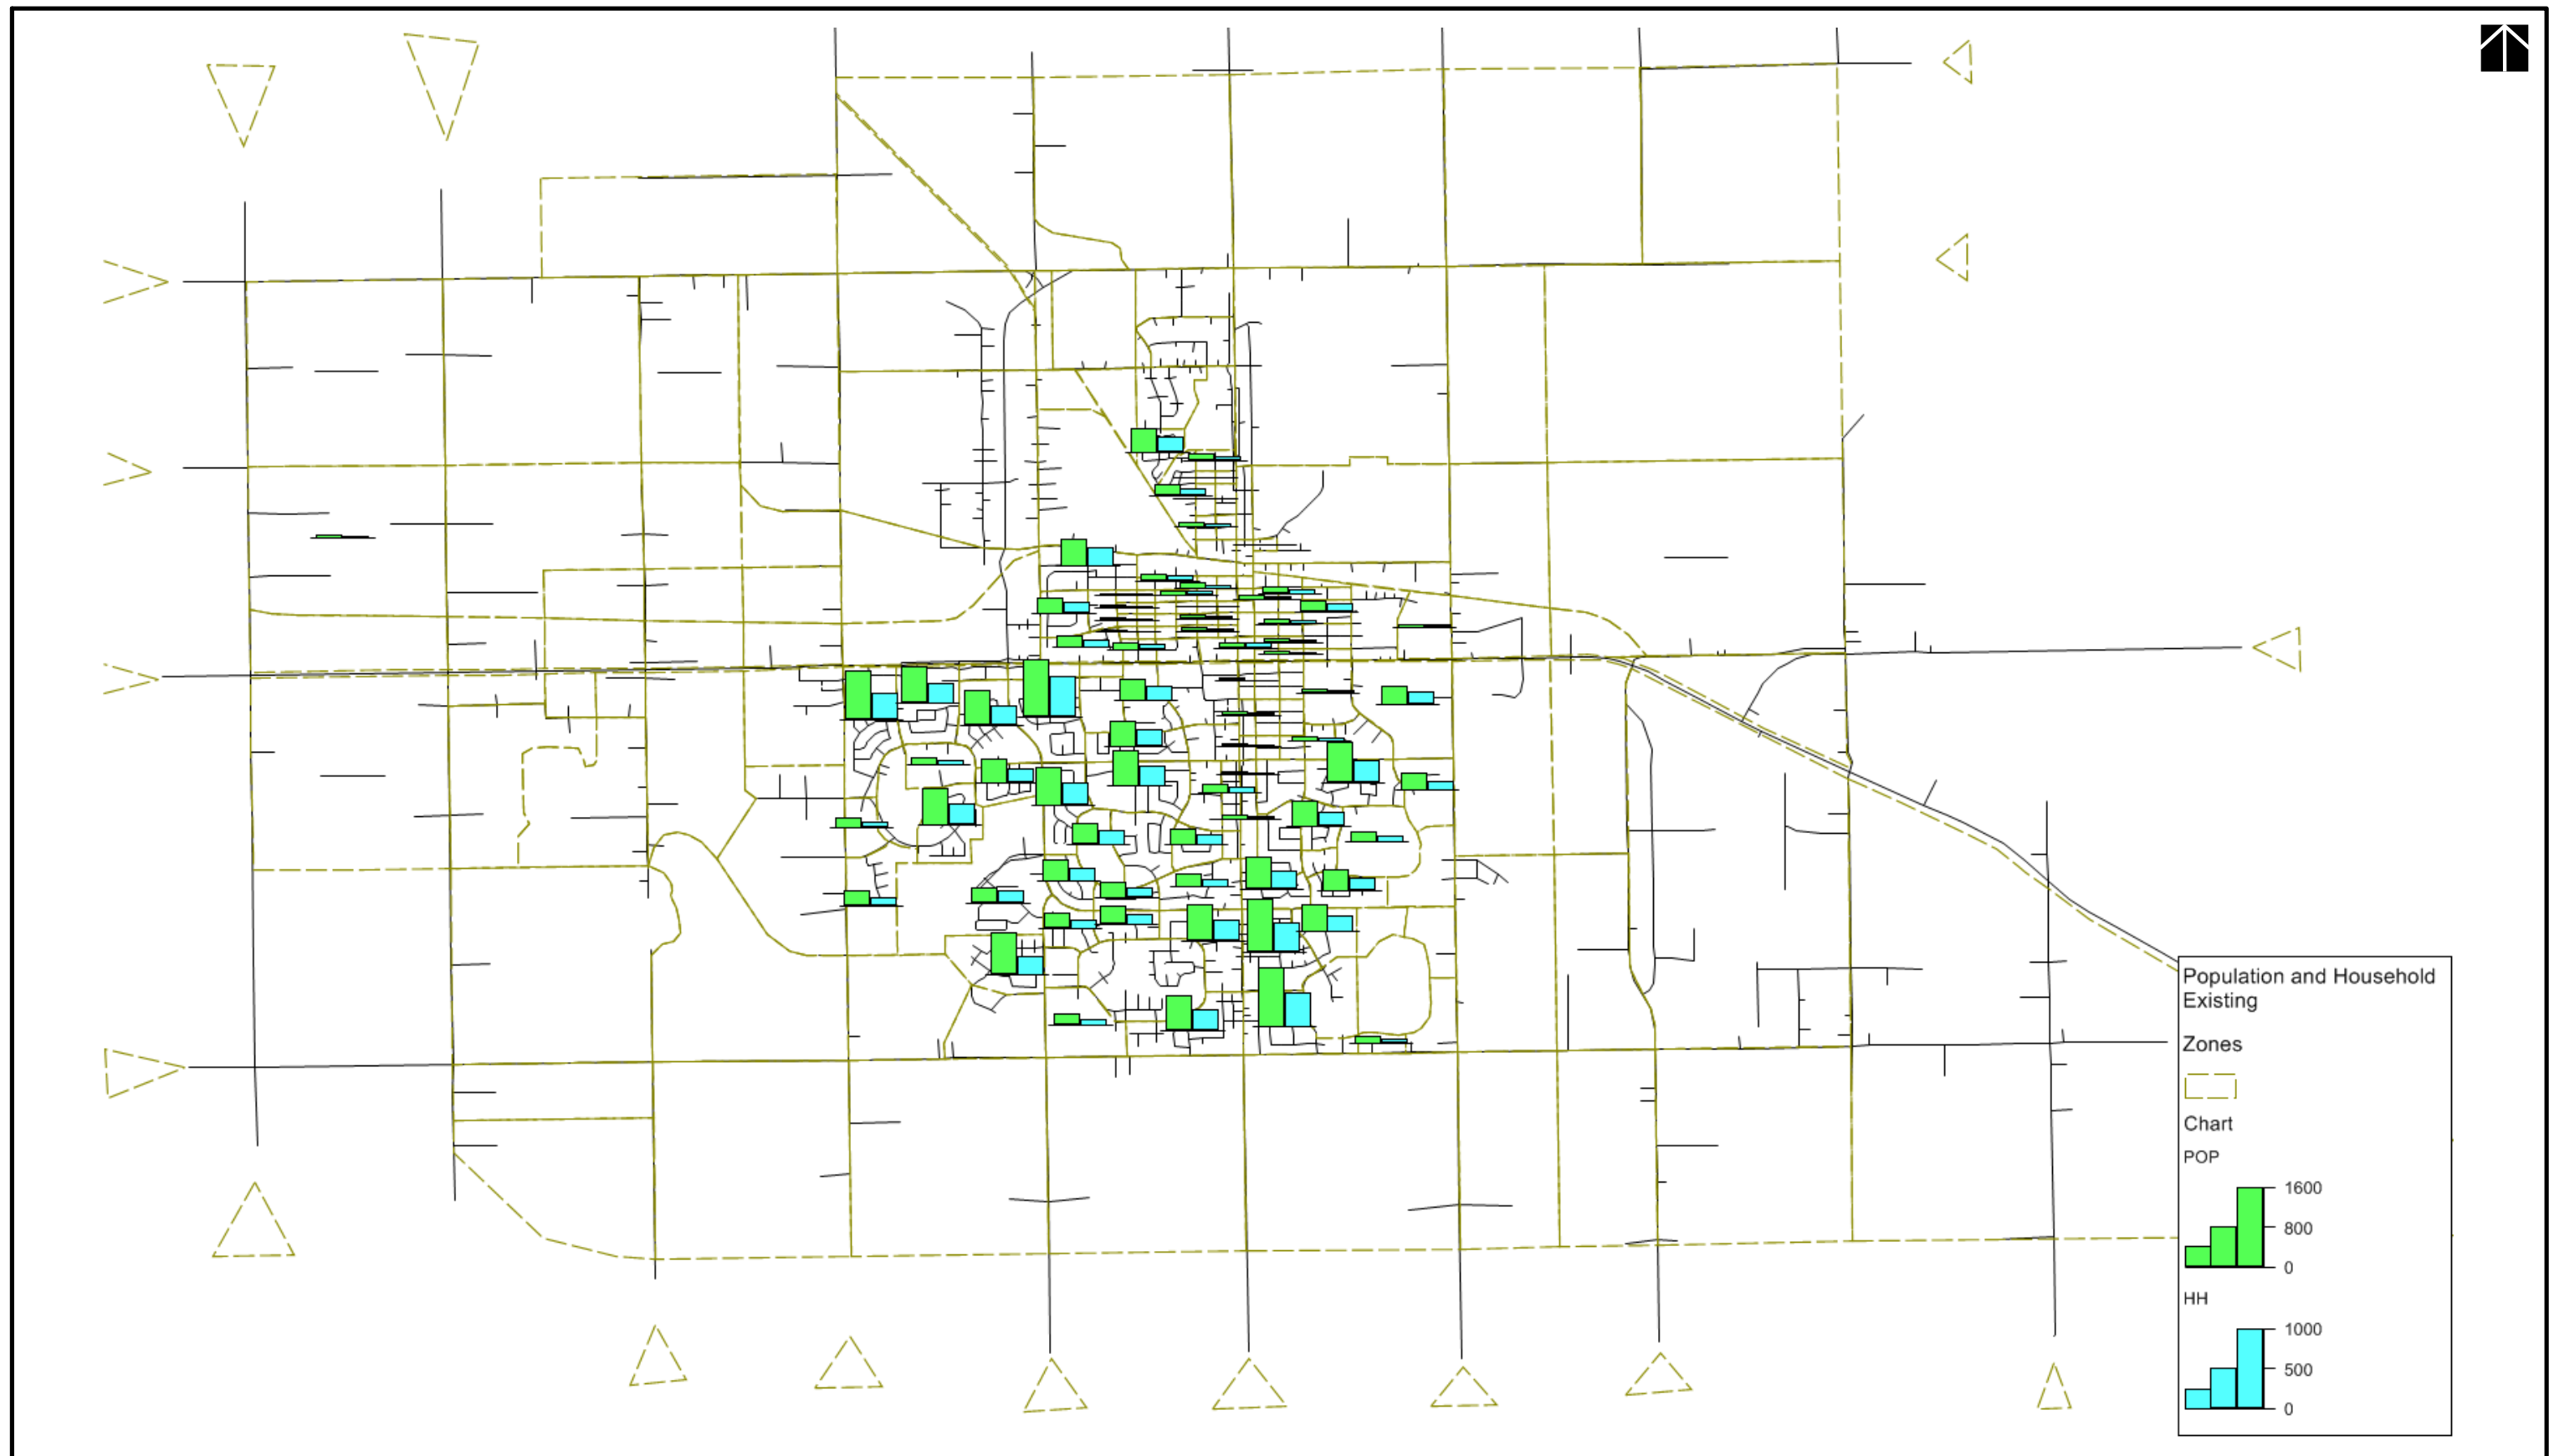 Population and Household
Existing
Zones
Chart
POP
1600
800
0
HH
1000
500
0